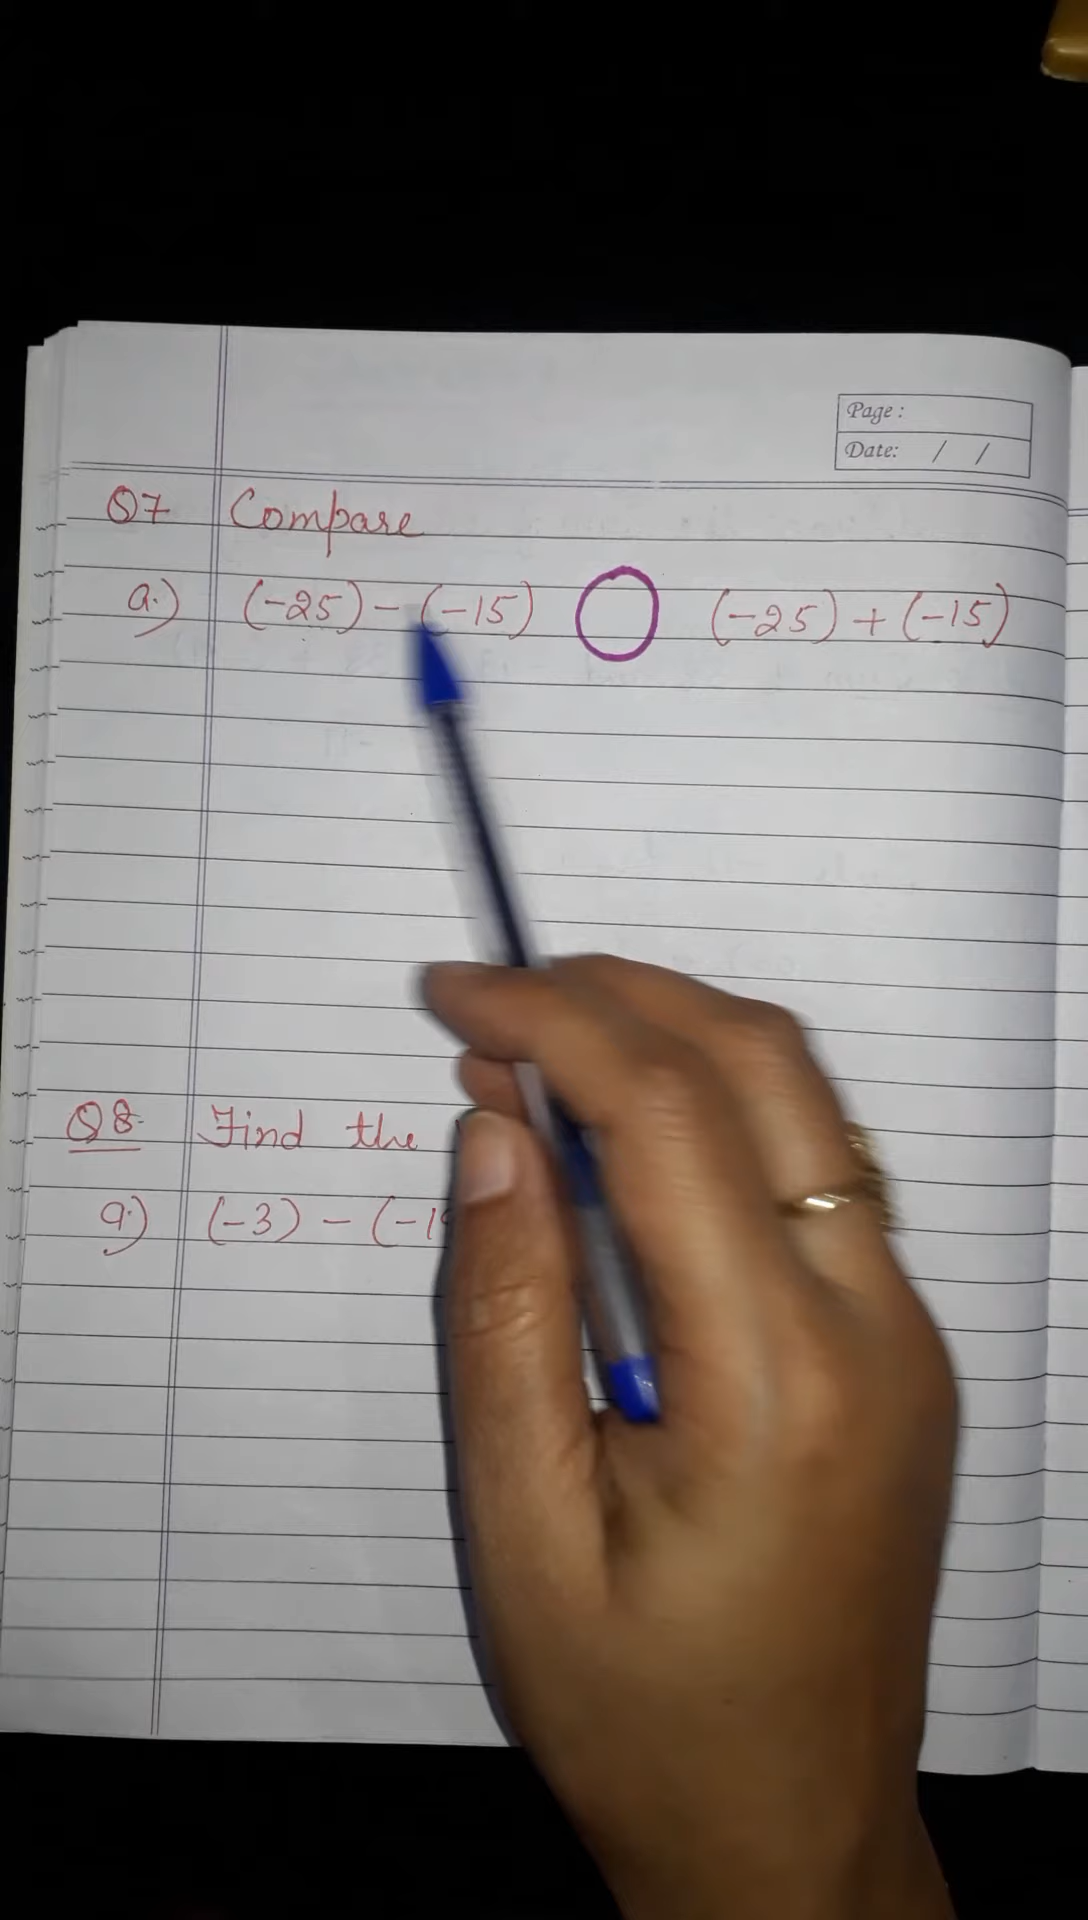 Page :
Date: / /
Q7 Compare
a.) (-25) - (-15) (-25) + (-15)
Q8. Find the
a.) (-3) - (-1